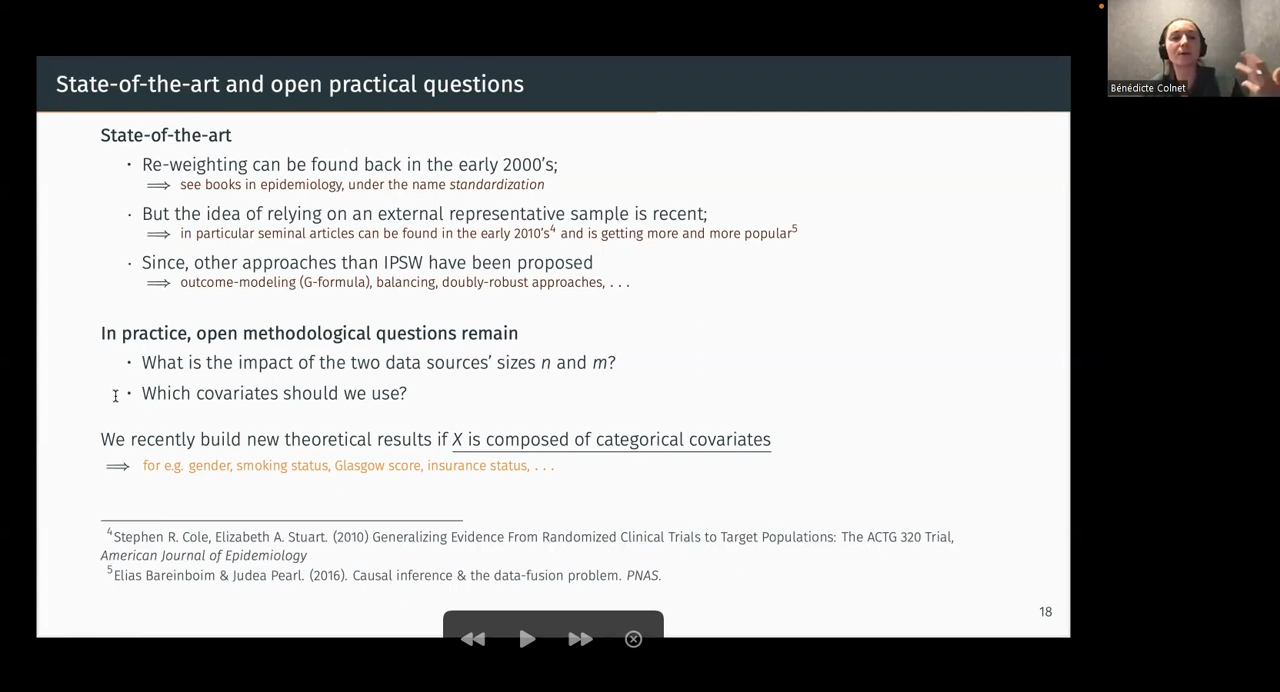 State-of-the-art and open practical questions
Bénédicte Colnet
State-of-the-art
· Re-weighting can be found back in the early 2000's;
⟹ see books in epidemiology, under the name standardization
· But the idea of relying on an external representative sample is recent;
⟹ in particular seminal articles can be found in the early 2010's4 and is getting more and more popular5
· Since, other approaches than IPSW have been proposed
⟹ outcome-modeling (G-formula), balancing, doubly-robust approaches, . . .
In practice, open methodological questions remain
· What is the impact of the two data sources' sizes n and m?
· Which covariates should we use?
We recently build new theoretical results if X is composed of categorical covariates
⟹ for e.g. gender, smoking status, Glasgow score, insurance status, . . .
4Stephen R. Cole, Elizabeth A. Stuart. (2010) Generalizing Evidence From Randomized Clinical Trials to Target Populations: The ACTG 320 Trial,
American Journal of Epidemiology
5Elias Bareinboim & Judea Pearl. (2016). Causal inference & the data-fusion problem. PNAS.
18